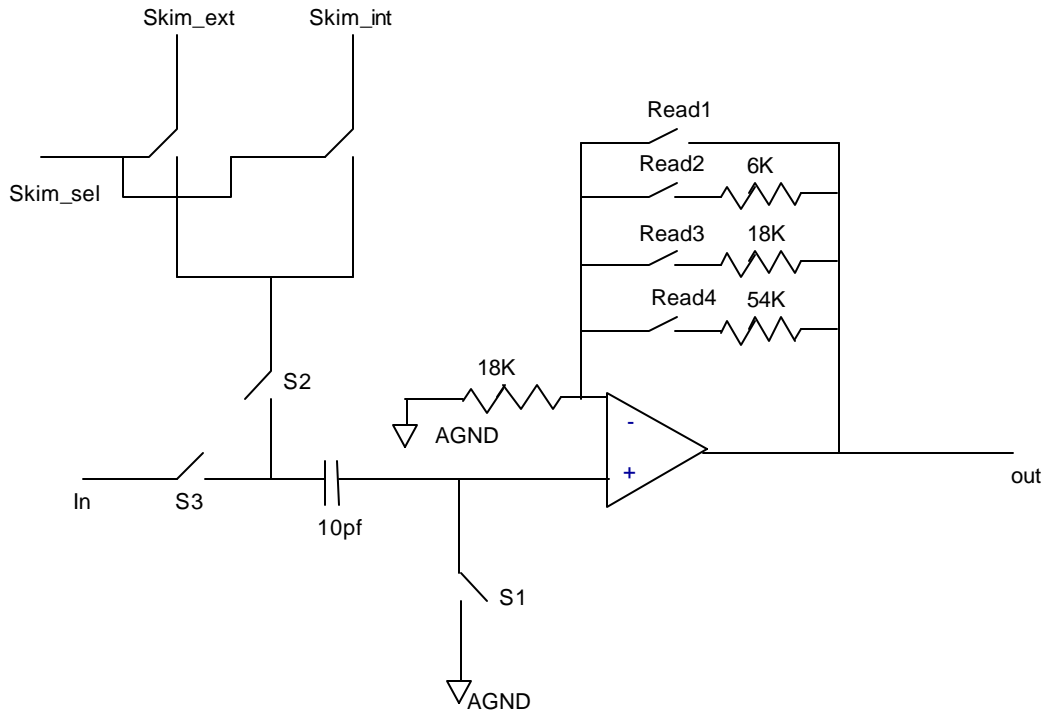 Skim_ext
Skim_int
Skim_sel
Read1
Read2
6K
Read3
18K
Read4
54K
18K
AGND
-
+
S2
In
S3
10pf
out
S1
AGND